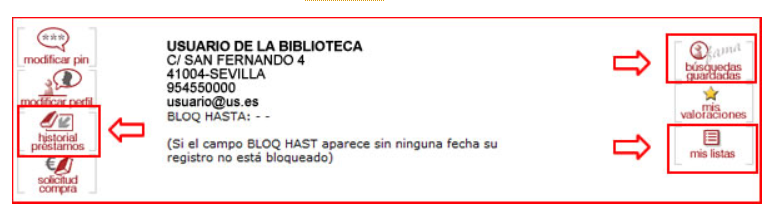 ***
modificar pin
modificar perfil
historial
préstamos
€
solicitud
compra
USUARIO DE LA BIBLIOTECA
C/ SAN FERNANDO 4
41004-SEVILLA
954550000
usuario@us.es
BLOQ HASTA: - -
(Si el campo BLOQ HAST aparece sin ninguna fecha su
registro no está bloqueado)
fama
búsquedas
guardadas
mis
valoraciones
mis listas